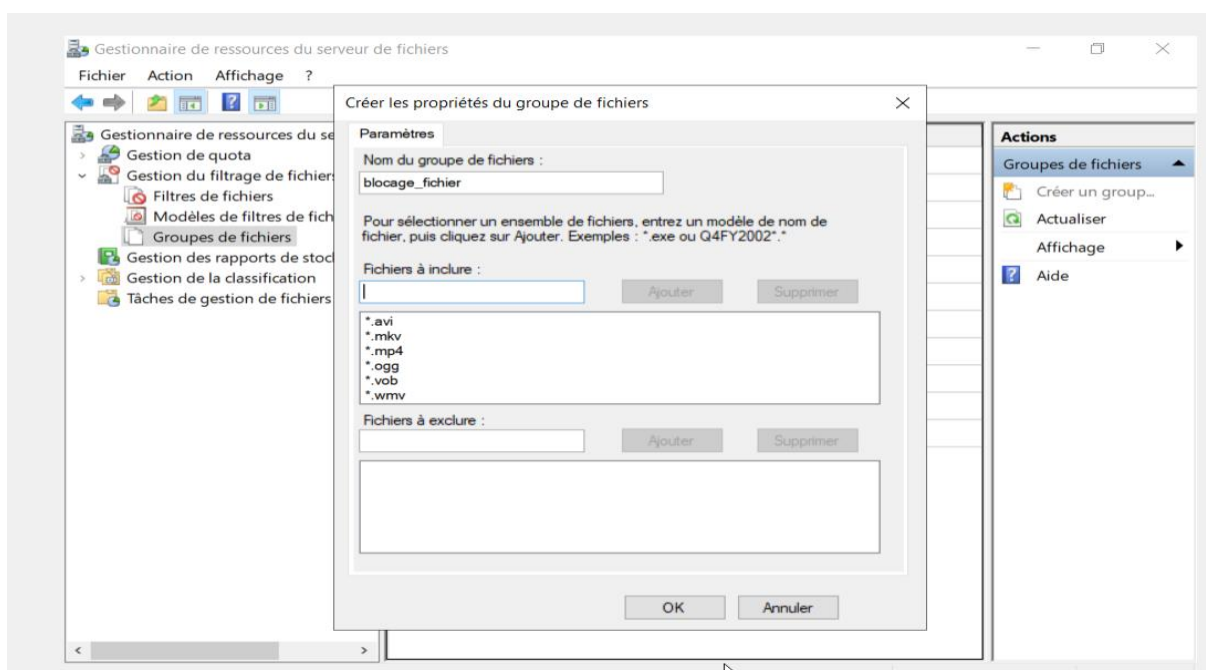 Gestionnaire de ressources du serveur de fichiers
Fichier Action Affichage ?
Gestionnaire de ressources du se
Gestion de quota
Gestion du filtrage de fichier
Filtres de fichiers
Modèles de filtres de fich
Groupes de fichiers
Gestion des rapports de stoc
Gestion de la classification
Tâches de gestion de fichiers
Créer les propriétés du groupe de fichiers
Paramètres
Nom du groupe de fichiers :
blocage_fichier
Pour sélectionner un ensemble de fichiers, entrez un modèle de nom de
fichier, puis cliquez sur Ajouter. Exemples : *.exe ou Q4FY2002*.*
Fichiers à inclure :
Ajouter Supprimer
*.avi
*.mkv
*.mp4
*.ogg
*.vob
*.wmv
Fichiers à exclure :
Ajouter Supprimer
OK Annuler
Actions
Groupes de fichiers
Créer un group...
Actualiser
Affichage
Aide